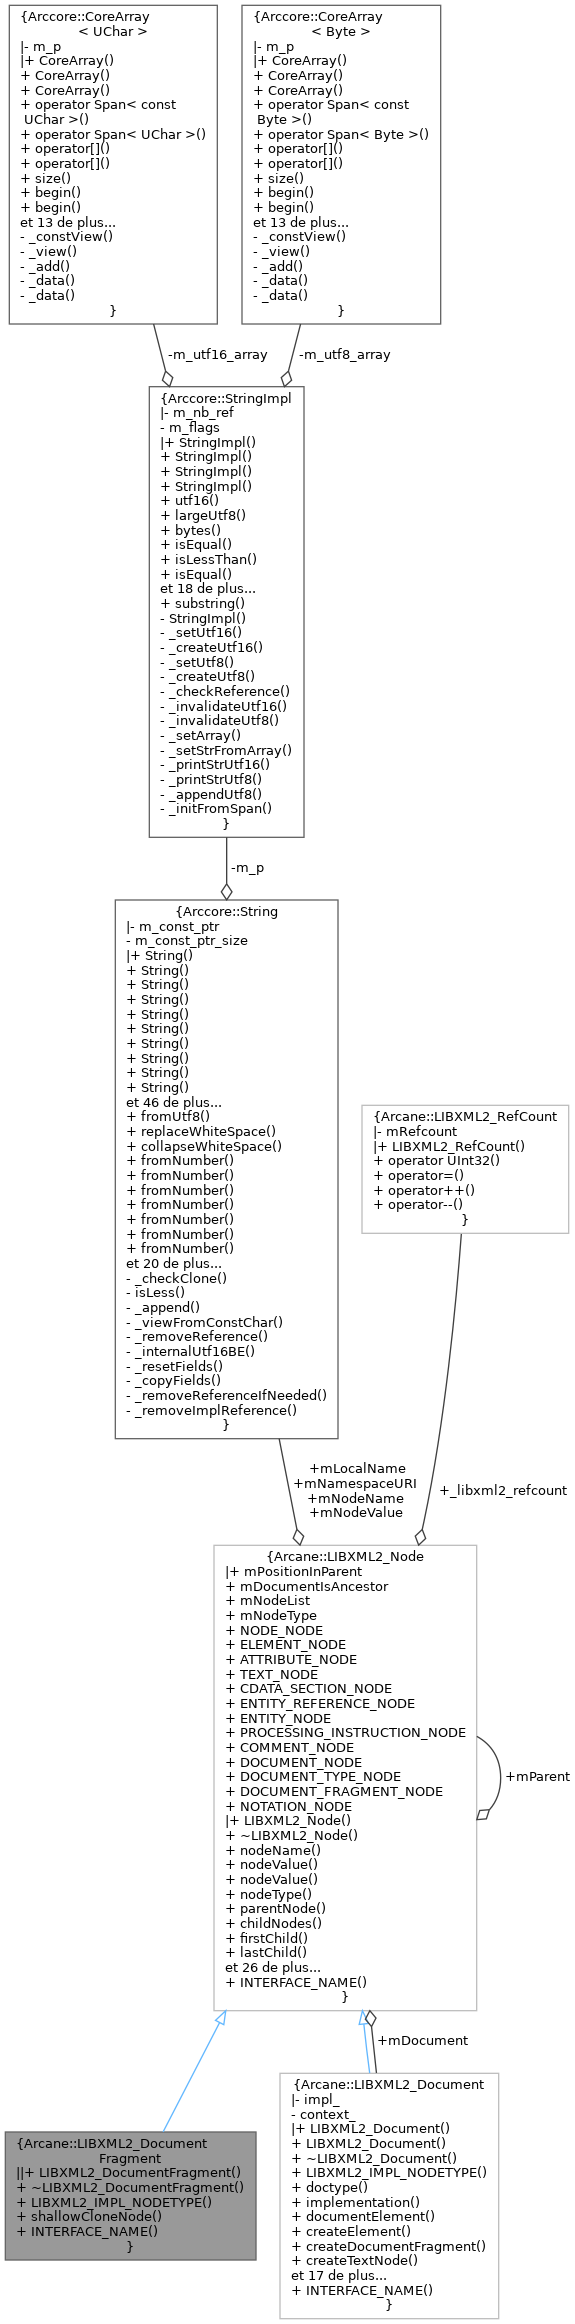 {Arccore::CoreArray
< UChar >
|- m_p
|+ CoreArray()
+ CoreArray()
+ CoreArray()
+ operator Span< const
UChar >()
+ operator Span< UChar >()
+ operator[]()
+ operator[]()
+ size()
+ begin()
+ begin()
et 13 de plus...
- _constView()
- _view()
- _add()
- _data()
- _data()
}
{Arccore::CoreArray
< Byte >
|- m_p
|+ CoreArray()
+ CoreArray()
+ CoreArray()
+ operator Span< const
Byte >()
+ operator Span< Byte >()
+ operator[]()
+ operator[]()
+ size()
+ begin()
+ begin()
et 13 de plus...
- _constView()
- _view()
- _add()
- _data()
- _data()
}
-m_utf16_array
-m_utf8_array
{Arccore::StringImpl
|- m_nb_ref
- m_flags
|+ StringImpl()
+ StringImpl()
+ StringImpl()
+ StringImpl()
+ utf16()
+ largeUtf8()
+ bytes()
+ isEqual()
+ isLessThan()
+ isEqual()
et 18 de plus...
+ substring()
- StringImpl()
- _setUtf16()
- _createUtf16()
- _setUtf8()
- _createUtf8()
- _checkReference()
- _invalidateUtf16()
- _invalidateUtf8()
- _setArray()
- _setStrFromArray()
- _printStrUtf16()
- _printStrUtf8()
- _appendUtf8()
- _initFromSpan()
}
-m_p
{Arccore::String
|- m_const_ptr
- m_const_ptr_size
|+ String()
+ String()
+ String()
+ String()
+ String()
+ String()
+ String()
+ String()
+ String()
+ String()
et 46 de plus...
+ fromUtf8()
+ replaceWhiteSpace()
+ collapseWhiteSpace()
+ fromNumber()
+ fromNumber()
+ fromNumber()
+ fromNumber()
+ fromNumber()
+ fromNumber()
+ fromNumber()
et 20 de plus...
- _checkClone()
- isLess()
- _append()
- _viewFromConstChar()
- _removeReference()
- _internalUtf16BE()
- _resetFields()
- _copyFields()
- _removeReferenceIfNeeded()
- _removeImplReference()
}
{Arcane::LIBXML2_RefCount
|- mRefcount
|+ LIBXML2_RefCount()
+ operator UInt32()
+ operator=()
+ operator++()
+ operator--()
}
+mLocalName
+mNamespaceURI
+mNodeName
+mNodeValue
+_libxml2_refcount
{Arcane::LIBXML2_Node
|+ mPositionInParent
+ mDocumentIsAncestor
+ mNodeList
+ mNodeType
+ NODE_NODE
+ ELEMENT_NODE
+ ATTRIBUTE_NODE
+ TEXT_NODE
+ CDATA_SECTION_NODE
+ ENTITY_REFERENCE_NODE
+ ENTITY_NODE
+ PROCESSING_INSTRUCTION_NODE
+ COMMENT_NODE
+ DOCUMENT_NODE
+ DOCUMENT_TYPE_NODE
+ DOCUMENT_FRAGMENT_NODE
+ NOTATION_NODE
|+ LIBXML2_Node()
+ ~LIBXML2_Node()
+ nodeName()
+ nodeValue()
+ nodeValue()
+ nodeType()
+ parentNode()
+ childNodes()
+ firstChild()
+ lastChild()
et 26 de plus...
+ INTERFACE_NAME()
}
+mParent
+mDocument
{Arcane::LIBXML2_Document
Fragment
||+ LIBXML2_DocumentFragment()
+ ~LIBXML2_DocumentFragment()
+ LIBXML2_IMPL_NODETYPE()
+ shallowCloneNode()
+ INTERFACE_NAME()
}
{Arcane::LIBXML2_Document
|- impl_
- context_
|+ LIBXML2_Document()
+ LIBXML2_Document()
+ ~LIBXML2_Document()
+ LIBXML2_IMPL_NODETYPE()
+ doctype()
+ implementation()
+ documentElement()
+ createElement()
+ createDocumentFragment()
+ createTextNode()
et 17 de plus...
+ INTERFACE_NAME()
}